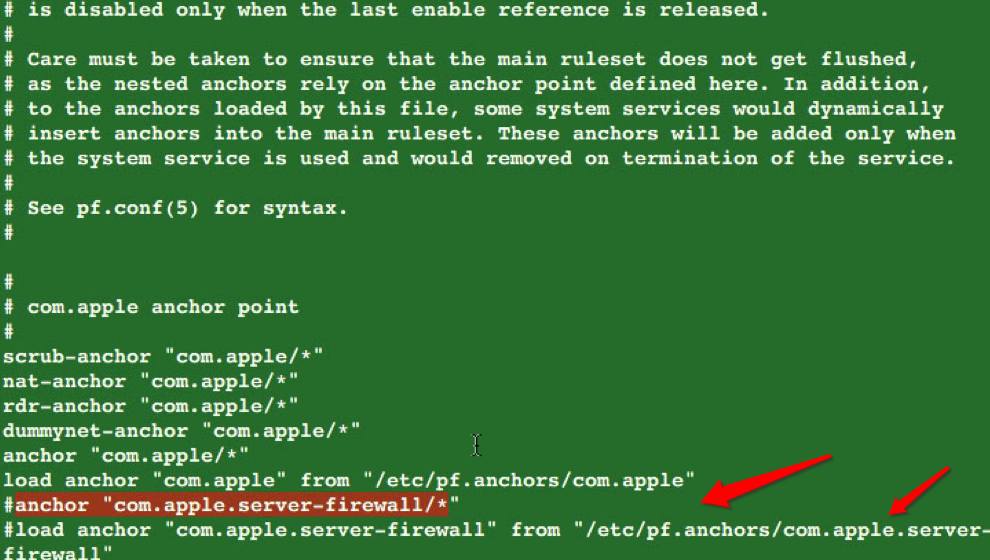 # is disabled only when the last enable reference is released.
#
# Care must be taken to ensure that the main ruleset does not get flushed,
# as the nested anchors rely on the anchor point defined here. In addition,
# to the anchors loaded by this file, some system services would dynamically
# insert anchors into the main ruleset. These anchors will be added only when
# the system service is used and would removed on termination of the service.
#
# See pf.conf(5) for syntax.
#
#
# com.apple anchor point
#
scrub-anchor "com.apple/*"
nat-anchor "com.apple/*"
rdr-anchor "com.apple/*"
dummynet-anchor "com.apple/*"
anchor "com.apple/*"
load anchor "com.apple" from "/etc/pf.anchors/com.apple"
#anchor "com.apple.server-firewall/*"
#load anchor "com.apple.server-firewall" from "/etc/pf.anchors/com.apple.server-
firewall"